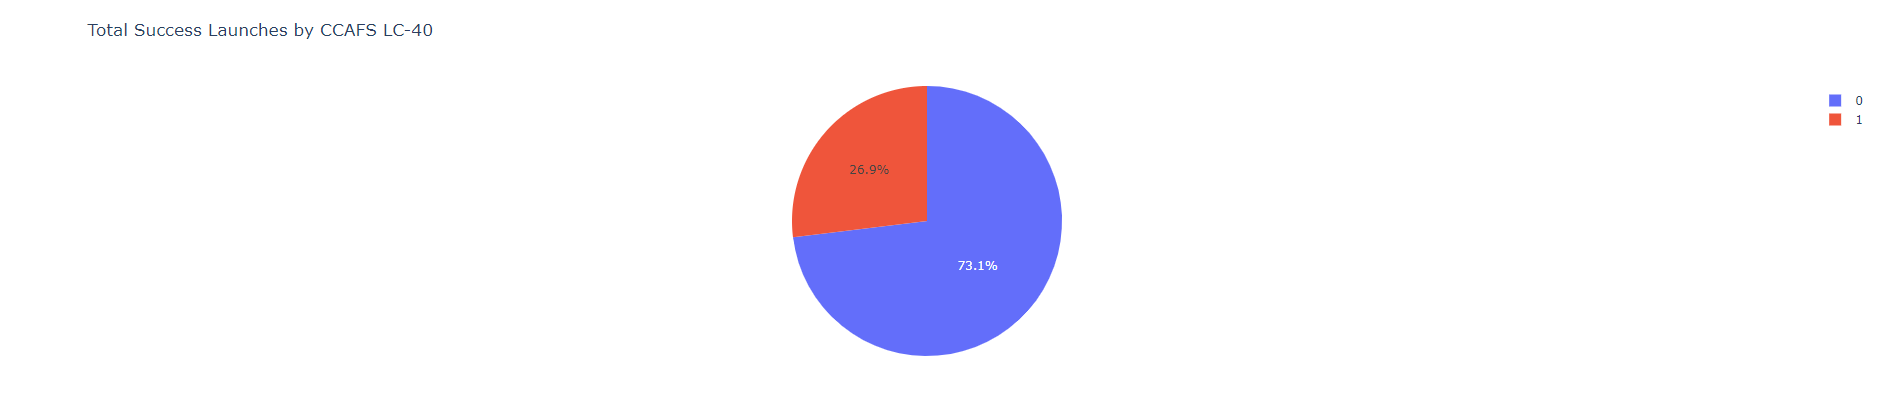 Total Success Launches by CCAFS LC-40
0
1
26.9%
73.1%